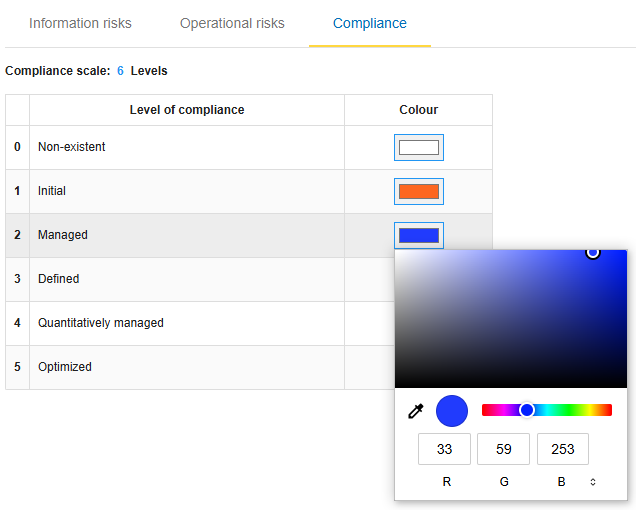 Information risks Operational risks Compliance
Compliance scale: 6 Levels
Level of compliance Colour
0 Non-existent
1 Initial
2 Managed
3 Defined
4 Quantitatively managed
5 Optimized
33 59 253
R G B